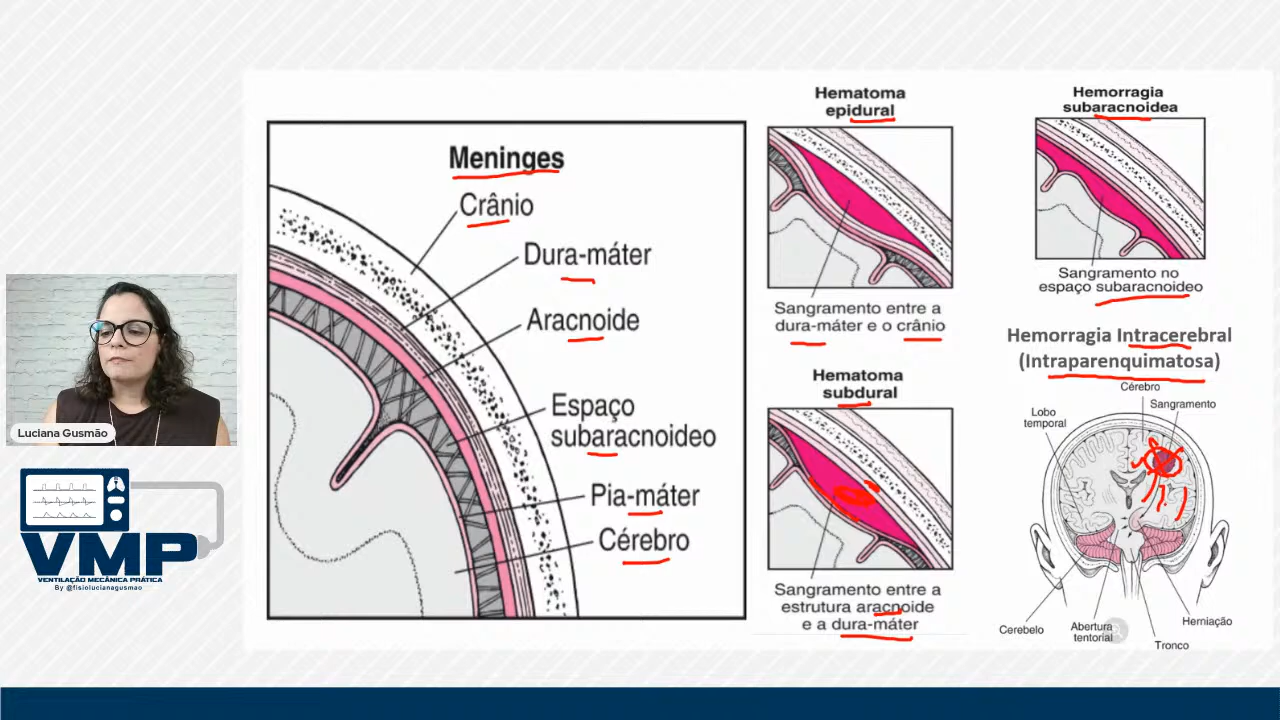 Meninges
Crânio
Dura-máter
Aracnoide
Espaço
subaracnoideo
Pia-máter
Cérebro
Hematoma
epidural
Sangramento entre a
dura-máter e o crânio
Hematoma
subdural
Sangramento entre a
estrutura aracnoide
e a dura-máter
Hemorragia
subaracnoidea
Sangramento no
espaço subaracnoideo
Hemorragia Intracerebral
(Intraparenquimatosa)
Cérebro
Sangramento
Lobo
temporal
Cerebelo
Abertura
tentorial
Tronco
Herniação
Luciana Gusmão
VMP
VENTILAÇÃO MECÂNICA PRÁTICA
By @fisiolucianagusmao